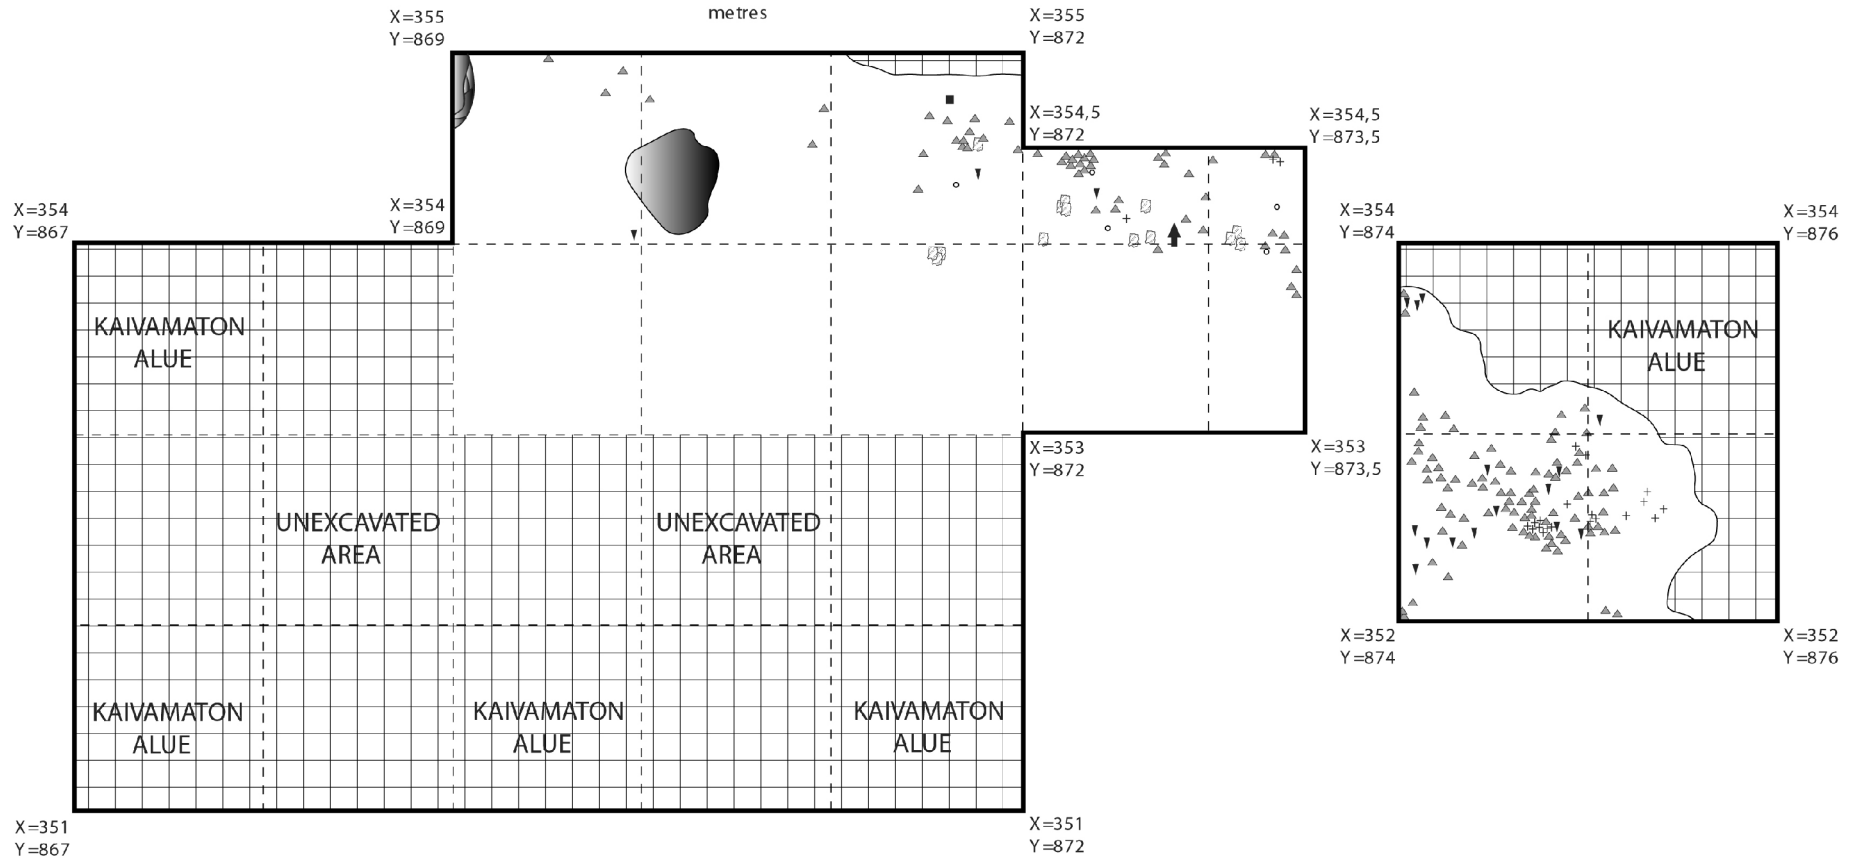 metres
X=355
Y=869
X=355
Y=872
X=354,5
Y=872
X=354,5
Y=873,5
X=354
Y=867
X=354
Y=869
X=354
Y=874
X=354
Y=876
KAIVAMATON
ALUE
KAIVAMATON
ALUE
X=353
Y=872
X=353
Y=873,5
UNEXCAVATED
AREA
UNEXCAVATED
AREA
X=352
Y=874
X=352
Y=876
KAIVAMATON
ALUE
KAIVAMATON
ALUE
KAIVAMATON
ALUE
X=351
Y=867
X=351
Y=872